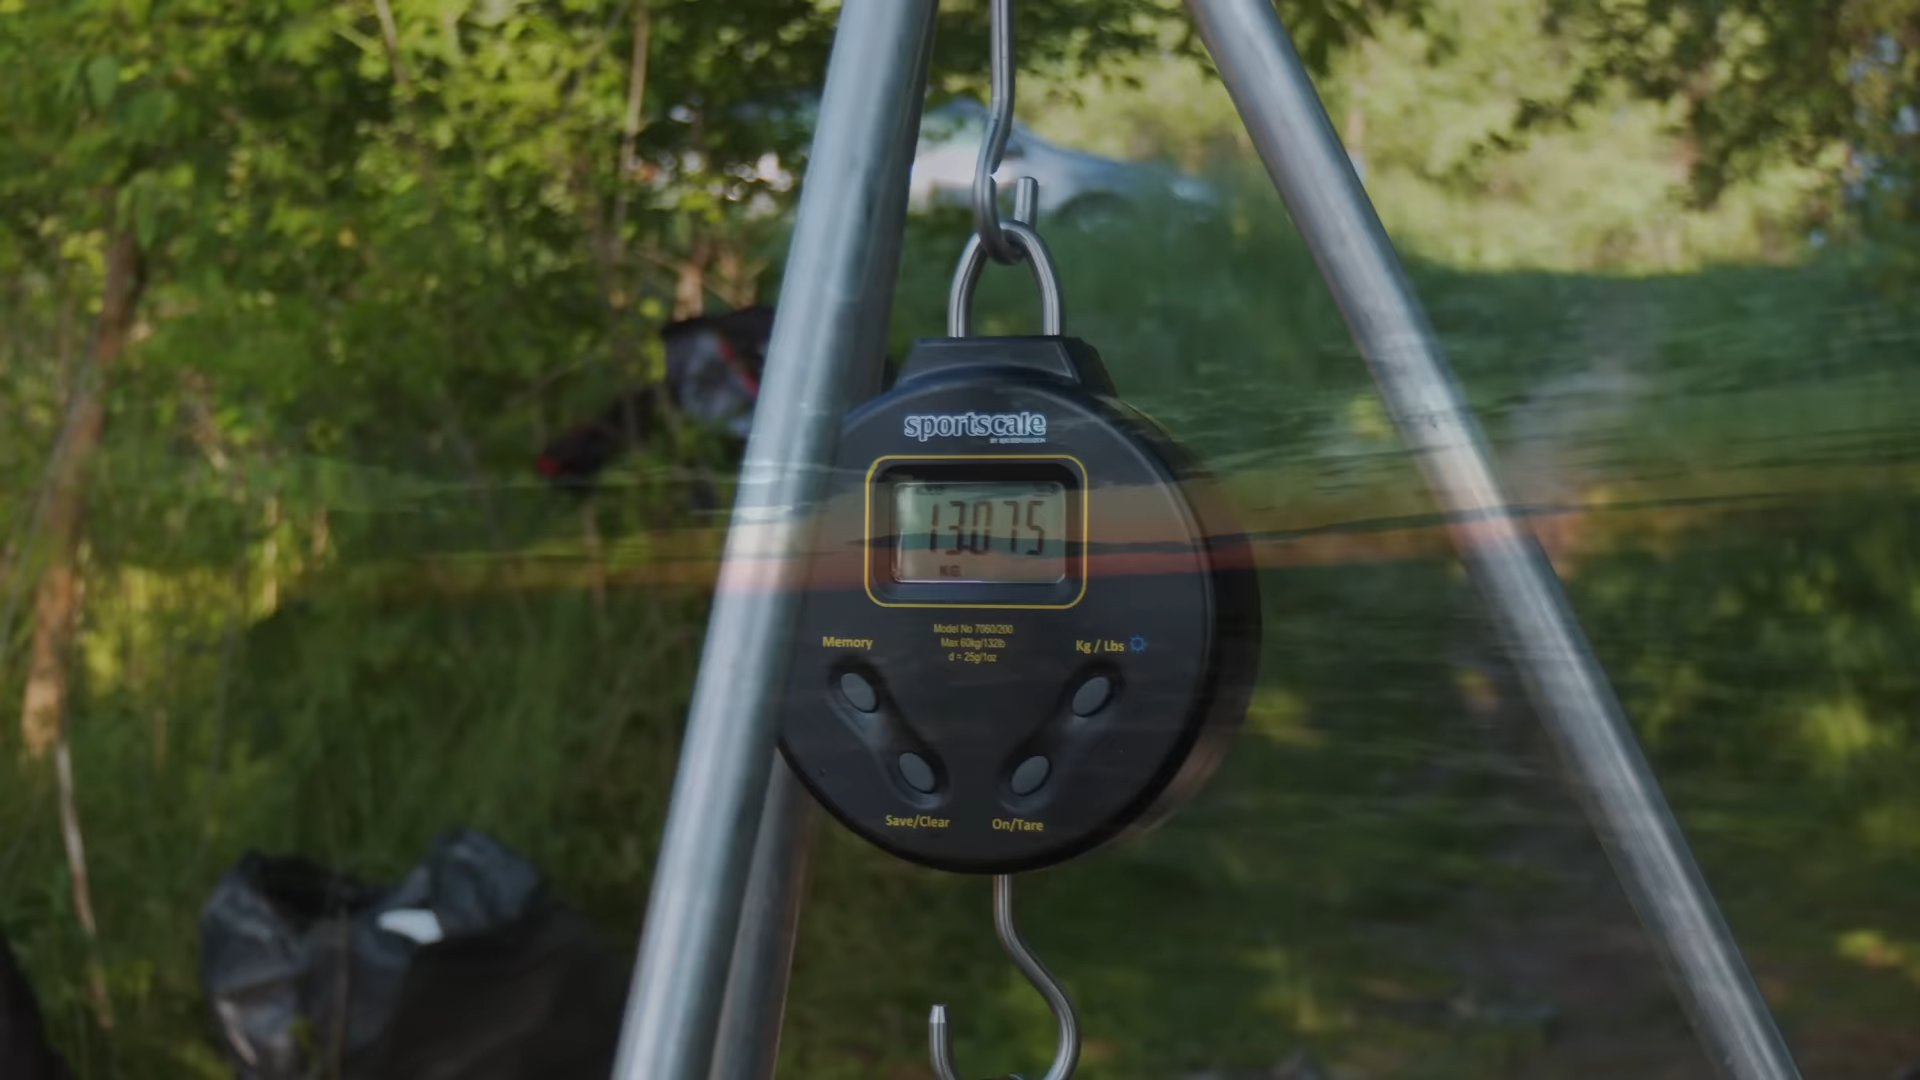 sportscale
13.075
KG
Model No 7060/200
Max 60kg/132lb
d = 25g/1oz
Memory
Kg / Lbs
Save/Clear
On/Tare